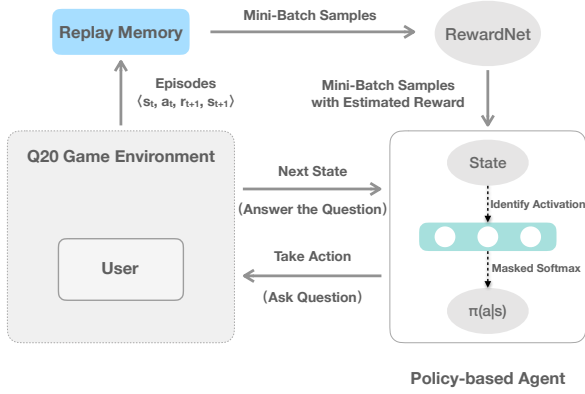 Mini-Batch Samples
Replay Memory
RewardNet
Episodes
⟨st, at, rt+1, st+1⟩
Mini-Batch Samples
with Estimated Reward
Q20 Game Environment
Next State
(Answer the Question)
User
Take Action
(Ask Question)
State
Identify Activation
Masked Softmax
π(a|s)
Policy-based Agent